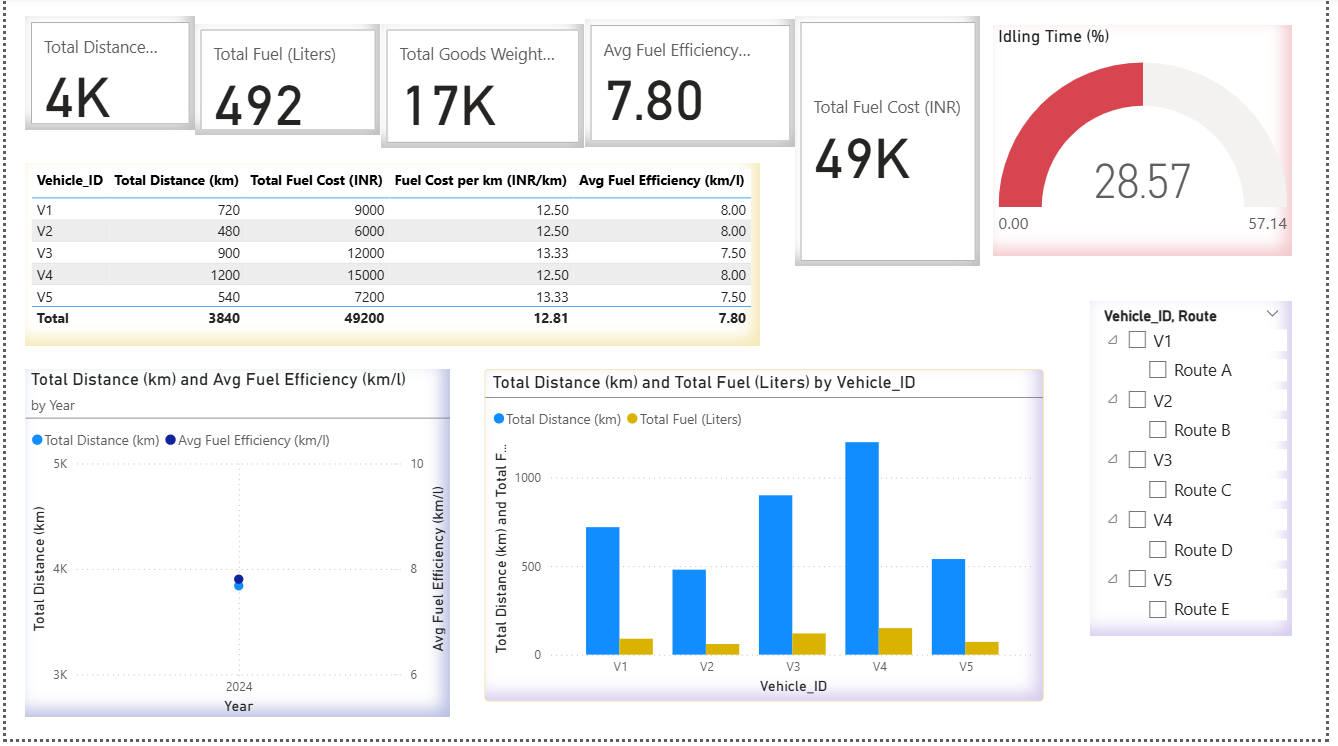 Total Distance...
4K
Total Fuel (Liters)
492
Total Goods Weight...
17K
Avg Fuel Efficiency...
7.80
Total Fuel Cost (INR)
49K
Idling Time (%)
28.57
0.00
57.14
Vehicle_ID Total Distance (km) Total Fuel Cost (INR) Fuel Cost per km (INR/km) Avg Fuel Efficiency (km/l)
V1 720 9000 12.50 8.00
V2 480 6000 12.50 8.00
V3 900 12000 13.33 7.50
V4 1200 15000 12.50 8.00
V5 540 7200 13.33 7.50
Total 3840 49200 12.81 7.80
Total Distance (km) and Avg Fuel Efficiency (km/l)
by Year
Total Distance (km) Avg Fuel Efficiency (km/l)
Total Distance (km)
5K
4K
3K
10
8
6
Avg Fuel Efficiency (km/l)
2024
Year
Total Distance (km) and Total Fuel (Liters) by Vehicle_ID
Total Distance (km) Total Fuel (Liters)
Total Distance (km) and Total F...
1000
500
0
V1 V2 V3 V4 V5
Vehicle_ID
Vehicle_ID, Route
V1
Route A
V2
Route B
V3
Route C
V4
Route D
V5
Route E